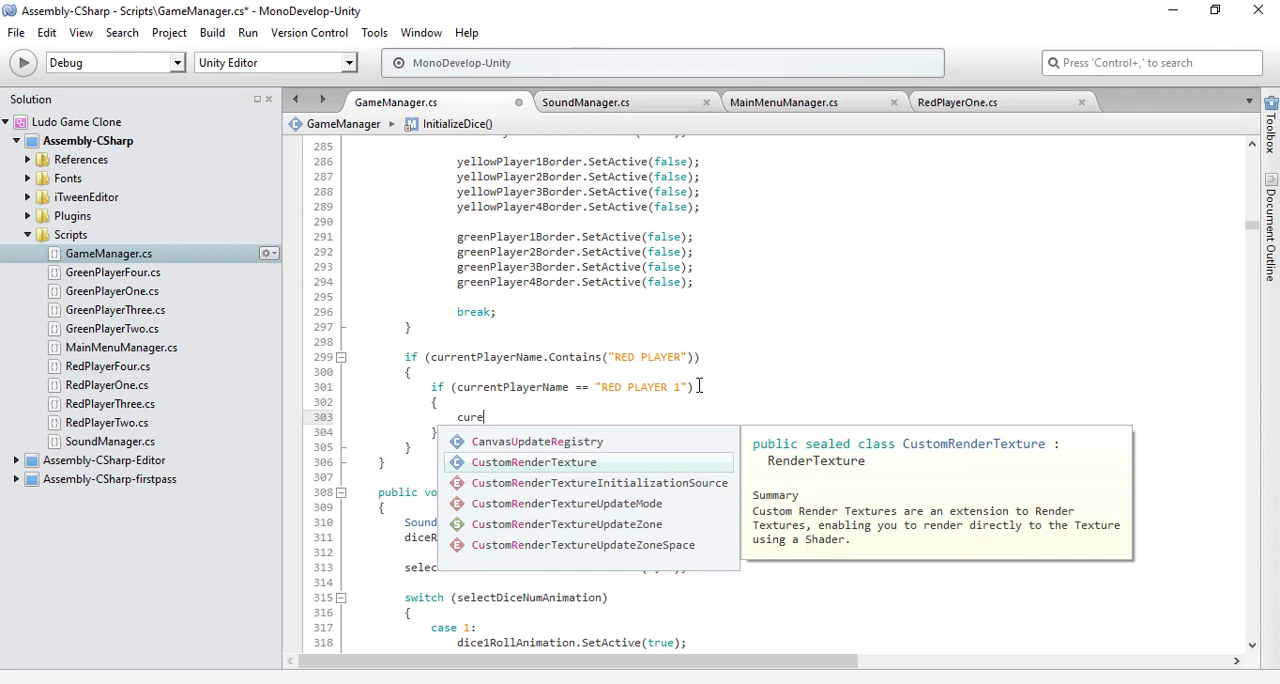 Assembly-CSharp - Scripts\GameManager.cs* - MonoDevelop-Unity
File Edit View Search Project Build Run Version Control Tools Window Help
Debug Unity Editor MonoDevelop-Unity Press 'Control+,' to search
Solution GameManager.cs SoundManager.cs MainMenuManager.cs RedPlayerOne.cs
GameManager InitializeDice()
Ludo Game Clone
Assembly-CSharp
References
Fonts
iTweenEditor
Plugins
Scripts
GameManager.cs
GreenPlayerFour.cs
GreenPlayerOne.cs
GreenPlayerThree.cs
GreenPlayerTwo.cs
MainMenuManager.cs
RedPlayerFour.cs
RedPlayerOne.cs
RedPlayerThree.cs
RedPlayerTwo.cs
SoundManager.cs
Assembly-CSharp-Editor
Assembly-CSharp-firstpass
285
286 yellowPlayer1Border.SetActive(false);
287 yellowPlayer2Border.SetActive(false);
288 yellowPlayer3Border.SetActive(false);
289 yellowPlayer4Border.SetActive(false);
290
291 greenPlayer1Border.SetActive(false);
292 greenPlayer2Border.SetActive(false);
293 greenPlayer3Border.SetActive(false);
294 greenPlayer4Border.SetActive(false);
295
296 break;
297 }
298
299 if (currentPlayerName.Contains("RED PLAYER"))
300 {
301 if (currentPlayerName == "RED PLAYER 1")
302 {
303 cure
304 }
305 }
306 }
307
308 public vo
309 {
310 Sound
311 diceR
312
313 selec
314
315 switch (selectDiceNumAnimation)
316 {
317 case 1:
318 dice1RollAnimation.SetActive(true);
CanvasUpdateRegistry
CustomRenderTexture
CustomRenderTextureInitializationSource
CustomRenderTextureUpdateMode
CustomRenderTextureUpdateZone
CustomRenderTextureUpdateZoneSpace
public sealed class CustomRenderTexture :
RenderTexture
Summary
Custom Render Textures are an extension to Render
Textures, enabling you to render directly to the Texture
using a Shader.
Toolbox
Document Outline